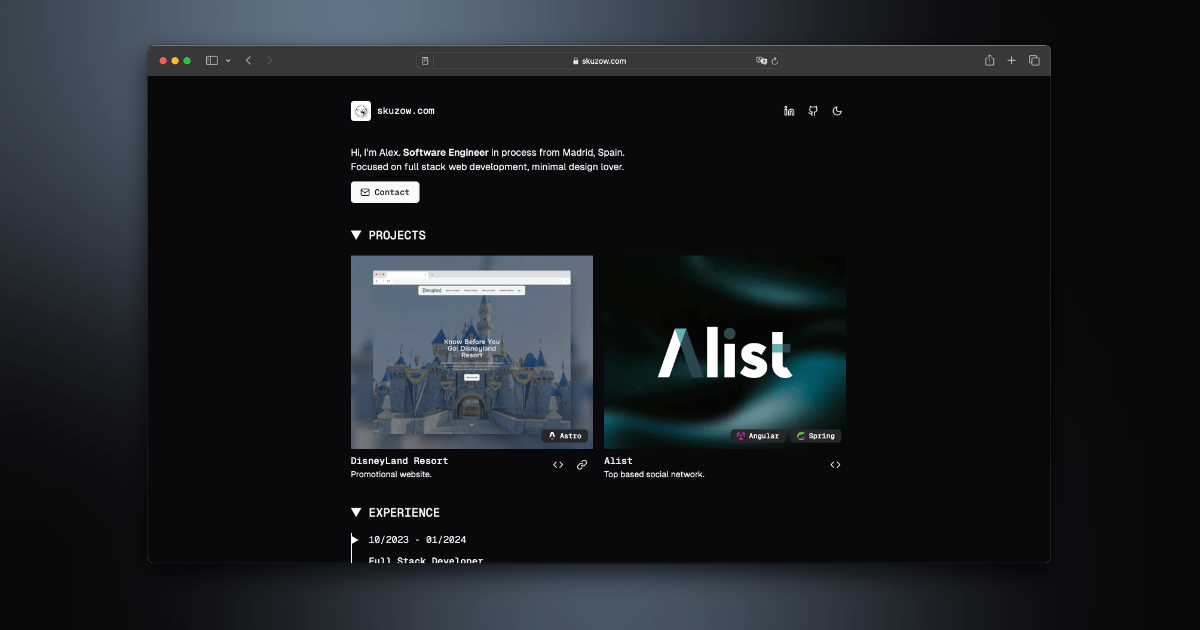 skuzow.com
skuzow.com
Hi, I'm Alex. Software Engineer in process from Madrid, Spain.
Focused on full stack web development, minimal design lover.
Contact
PROJECTS
Know Before You
Go! Disneyland
Resort
Alist
Astro
Angular
Spring
DisneyLand Resort
Promotional website.
Alist
Top based social network.
EXPERIENCE
10/2023 - 01/2024
Full Stack Developer